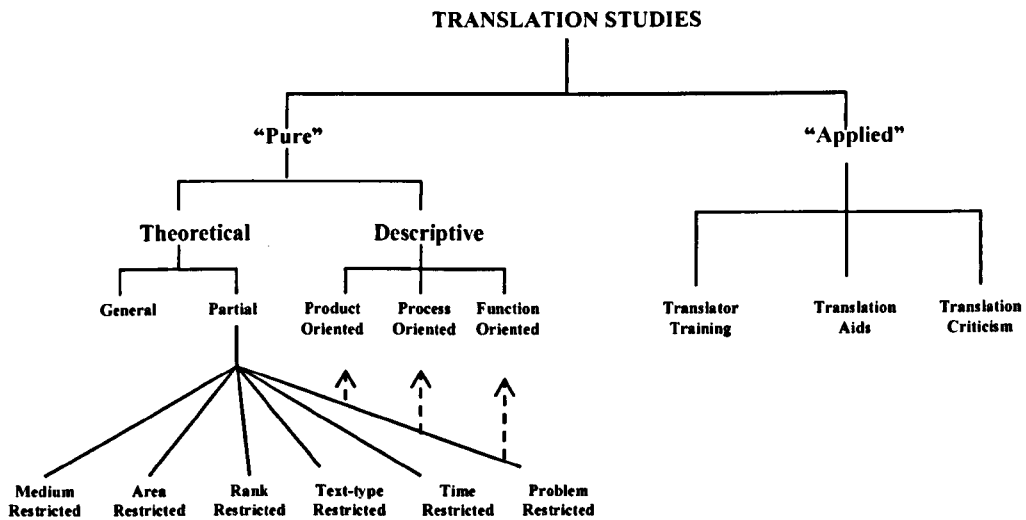 TRANSLATION STUDIES
“Pure” “Applied”
Theoretical Descriptive
General Partial Product Process Function Translator Translation Translation
Oriented Oriented Oriented Training Aids Criticism
Medium Area Rank Text-type Time Problem
Restricted Restricted Restricted Restricted Restricted Restricted